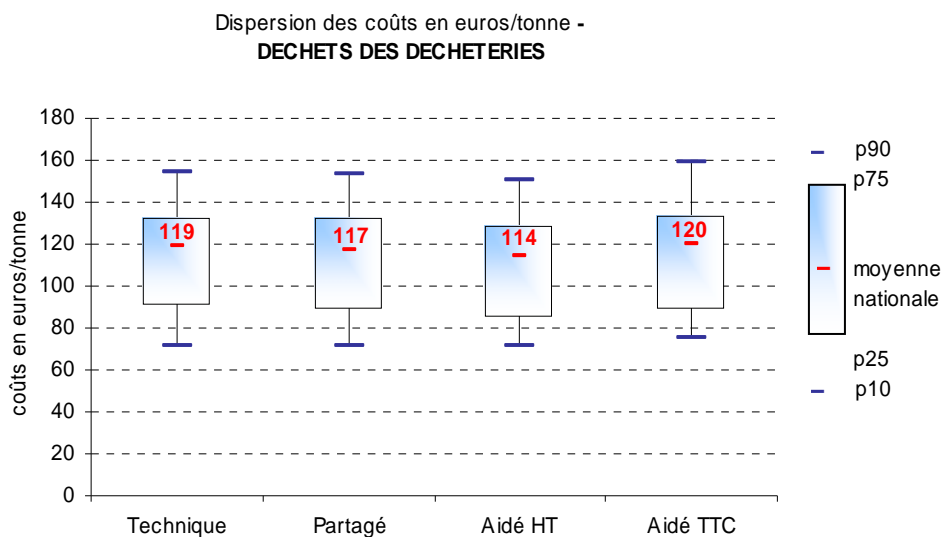 Dispersion des coûts en euros/tonne -
DECHETS DES DECHETERIES
coûts en euros/tonne
180
160
140
120
100
80
60
40
20
0
119
117
114
120
Technique
Partagé
Aidé HT
Aidé TTC
p90
p75
moyenne
nationale
p25
p10